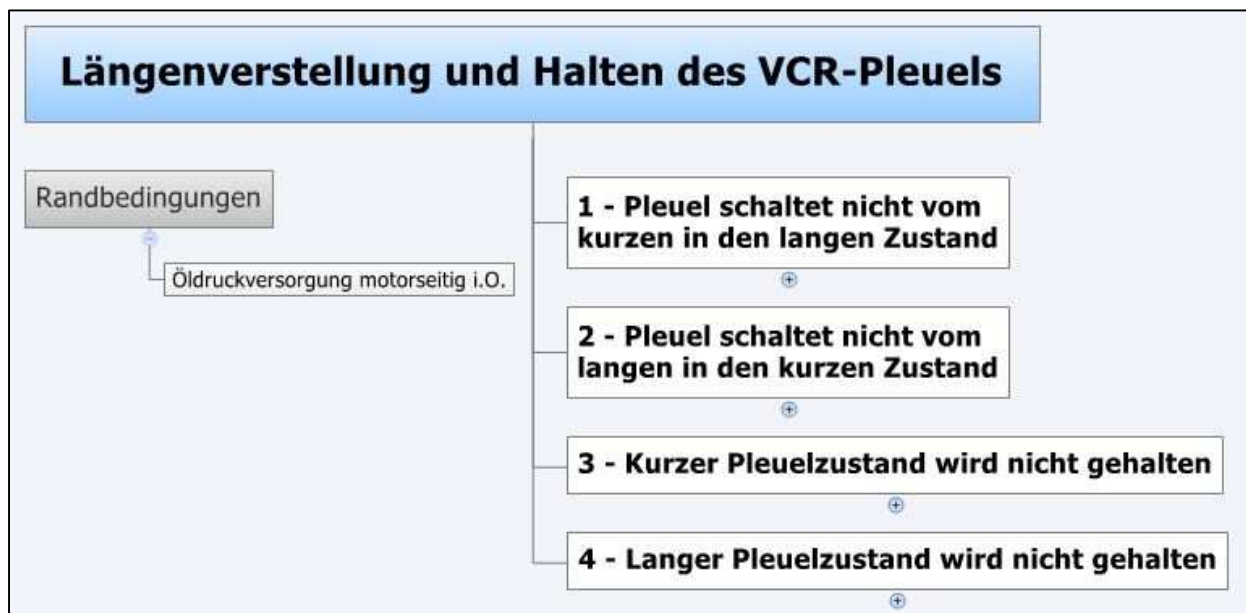 Längenverstellung und Halten des VCR-Pleuels
Randbedingungen
Öldruckversorgung motorseitig i.O.
1 - Pleuel schaltet nicht vom
kurzen in den langen Zustand
2 - Pleuel schaltet nicht vom
langen in den kurzen Zustand
3 - Kurzer Pleuelzustand wird nicht gehalten
4 - Langer Pleuelzustand wird nicht gehalten